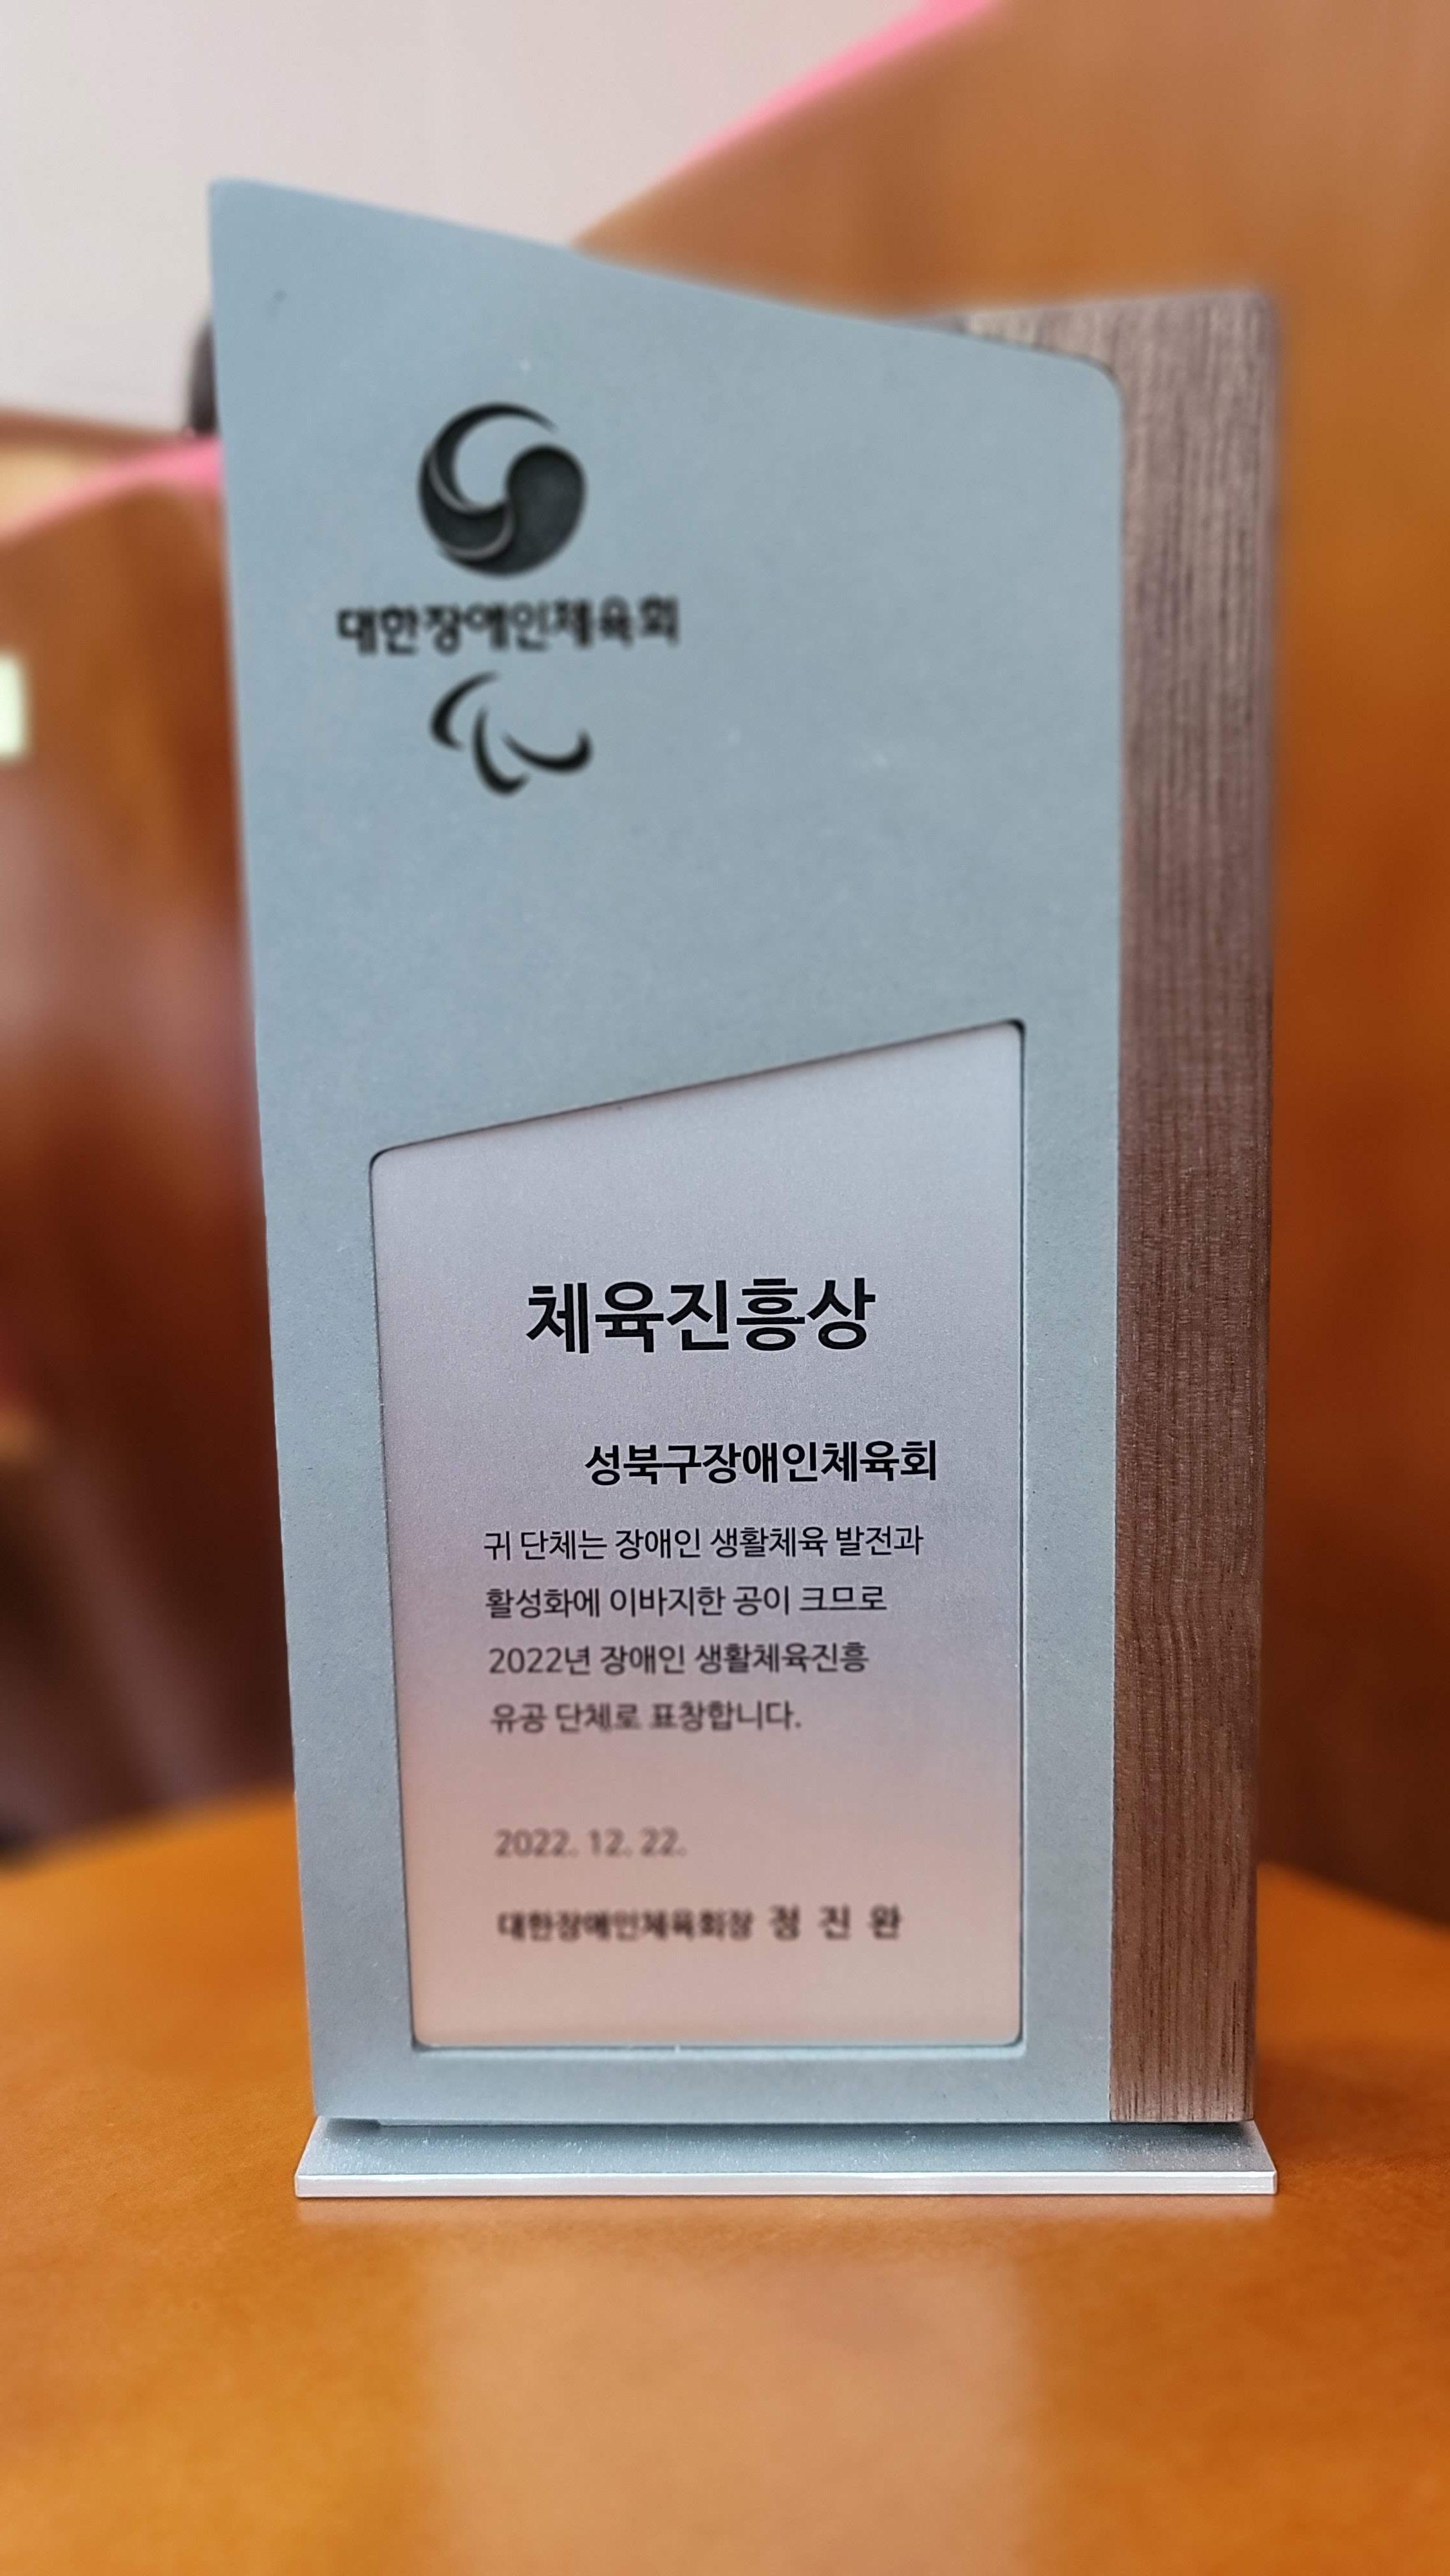 대한장애인체육회
체육진흥상
성북구장애인체육회
귀 단체는 장애인 생활체육 발전과
활성화에 이바지한 공이 크므로
2022년 장애인 생활체육진흥
유공 단체로 표창합니다.
2022. 12. 22.
대한장애인체육회장 정 진 완